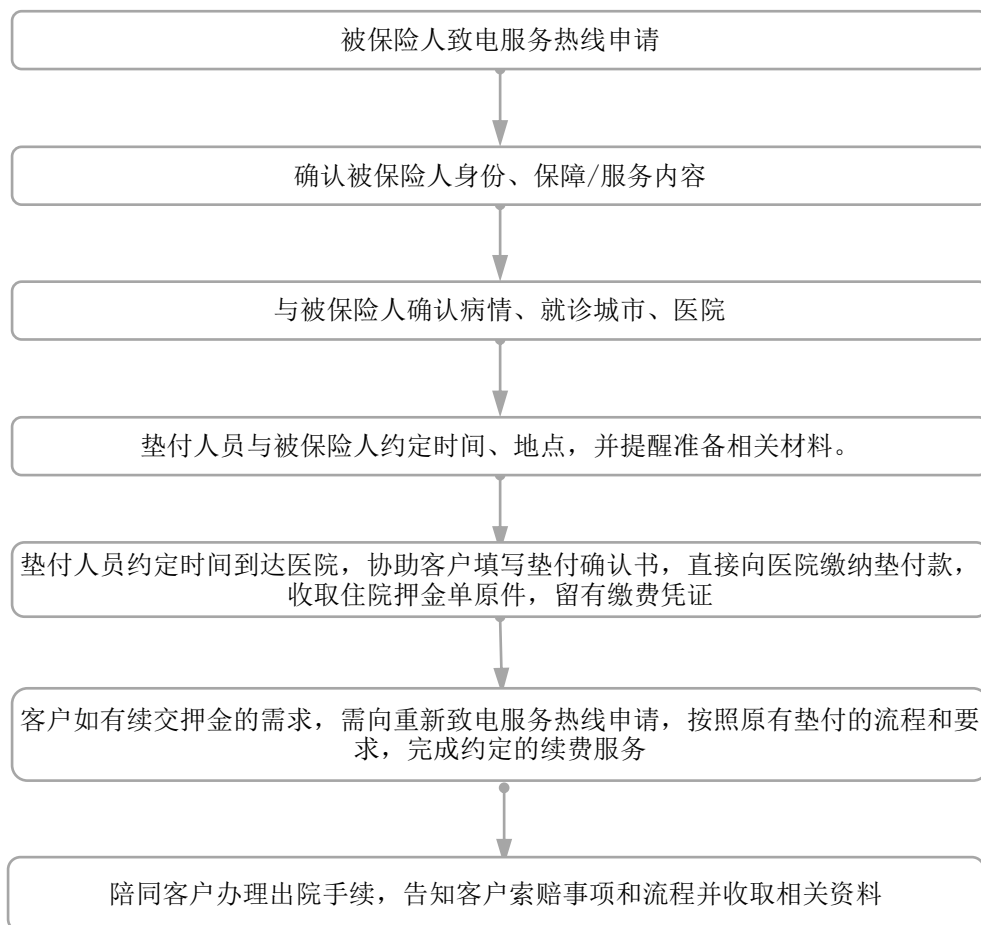 被保险人致电服务热线申请
确认被保险人身份、保障/服务内容
与被保险人确认病情、就诊城市、医院
垫付人员与被保险人约定时间、地点，并提醒准备相关材料。
垫付人员约定时间到达医院，协助客户填写垫付确认书，直接向医院缴纳垫付款，
收取住院押金单原件，留有缴费凭证
客户如有续交押金的需求，需向重新致电服务热线申请，按照原有垫付的流程和要
求，完成约定的续费服务
陪同客户办理出院手续，告知客户索赔事项和流程并收取相关资料